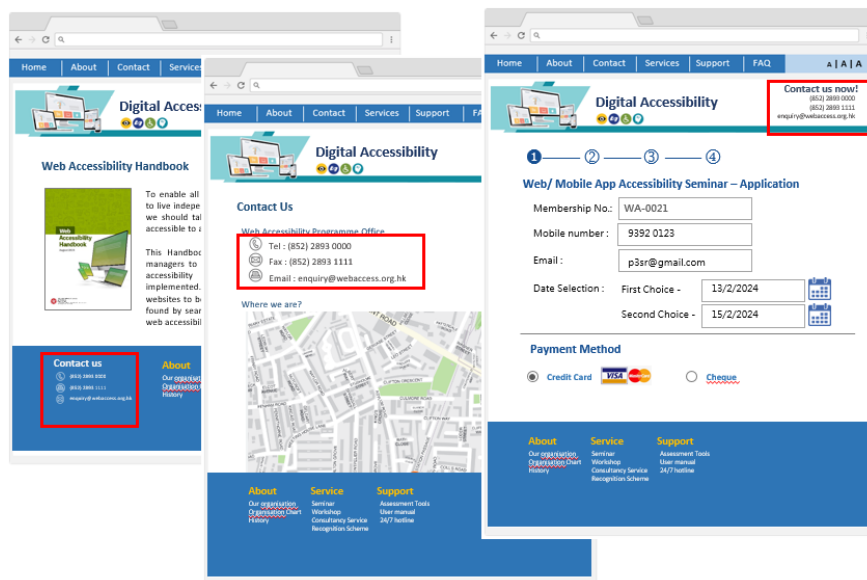 Home About Contact Services
Digital Acces
Web Accessibility Handbook
Web
Accessibility
Handbook
To enable all
to live indepe
we should tal
accessible to a
This Handboo
managers to
accessibility
implemented.
websites to be
found by sear
web accessibil
Contact us
(852) 2893 0000
(852) 2893 1111
enquiry@webaccess.org.hk
About
Our organisat
Organisation C
History
Home About Contact Services Support FA
Digital Accessibility
Contact Us
Web Accessibility Programme Office
Tel : (852) 2893 0000
Fax : (852) 2893 1111
Email : enquiry@webaccess.org.hk
Where we are?
About
Our organisation
Organisation Chart
History
Service
Seminar
Workshop
Consultancy Service
Recognition Scheme
Support
Assessment Tools
User manual
24/7 hotline
Home About Contact Services Support FAQ A | A | A
Digital Accessibility
Contact us now!
(852) 2893 0000
(852) 2893 1111
enquiry@webaccess.org.hk
1 2 3 4
Web/ Mobile App Accessibility Seminar – Application
Membership No.: WA-0021
Mobile number : 9392 0123
Email : p3sr@gmail.com
Date Selection : First Choice - 13/2/2024
Second Choice - 15/2/2024
Payment Method
Credit Card VISA Cheque
About
Our organisation
Organisation Chart
History
Service
Seminar
Workshop
Consultancy Service
Recognition Scheme
Support
Assessment Tools
User manual
24/7 hotline